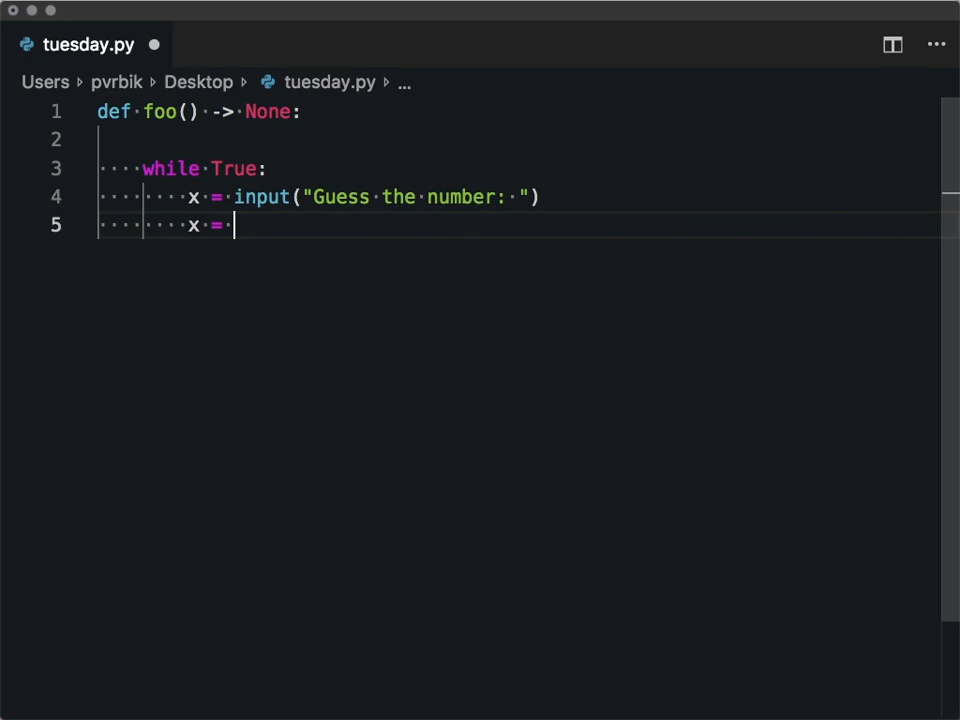 tuesday.py
Users Desktop pvrbik tuesday.py ...
1 def foo() -> None:
2
3 while True:
4 x = input("Guess the number: ")
5 x =